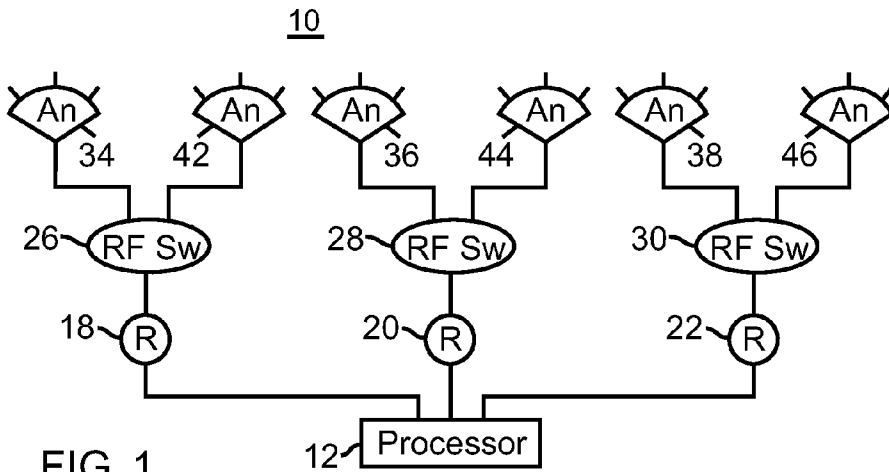 10
An An An An An An
34 42 36 44 38 46
26 RF Sw 28 RF Sw 30 RF Sw
18 R 20 R 22 R
12 Processor
FIG. 1